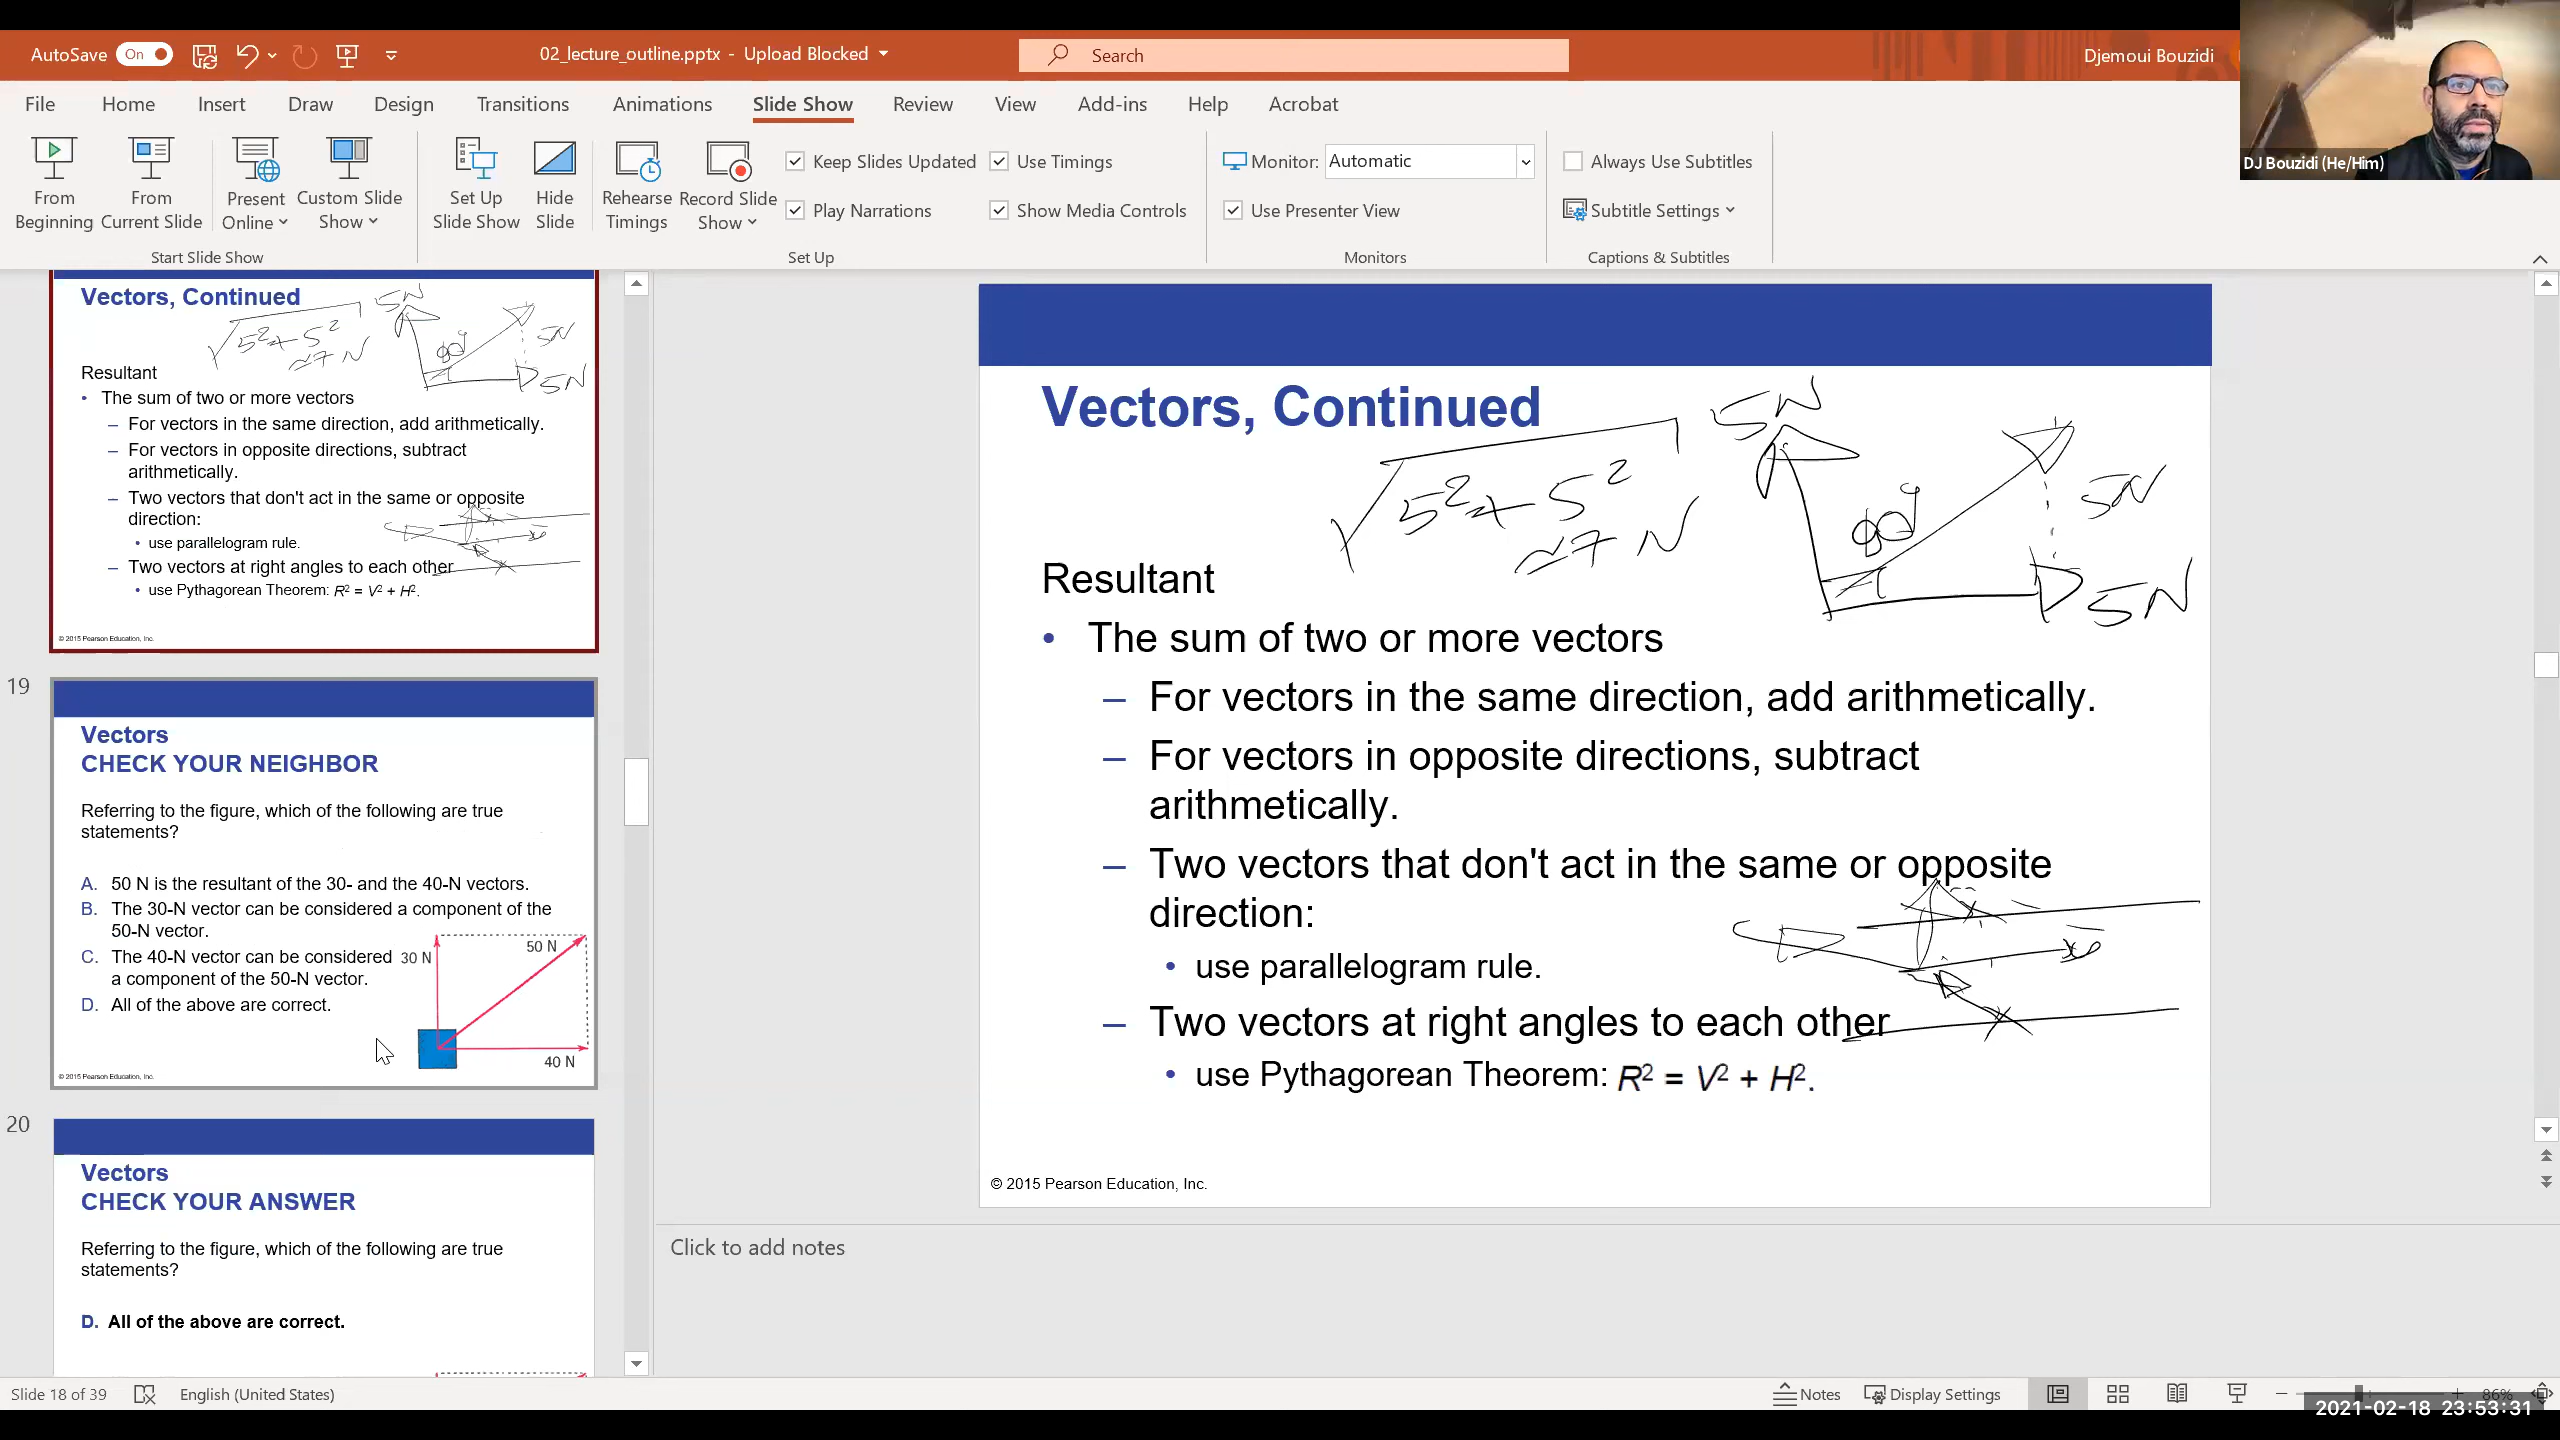 AutoSave On 02_lecture_outline.pptx - Upload Blocked Search Djemoui Bouzidi
File Home Insert Draw Design Transitions Animations Slide Show Review View Add-ins Help Acrobat
From Beginning
From Current Slide
Present Online
Custom Slide Show
Set Up Slide Show
Hide Slide
Rehearse Timings
Record Slide Show
Keep Slides Updated
Use Timings
Play Narrations
Show Media Controls
Monitor: Automatic
Use Presenter View
Always Use Subtitles
Subtitle Settings
Start Slide Show
Set Up
Monitors
Captions & Subtitles
DJ Bouzidi (He/Him)
Vectors, Continued
5N
√5²+5²
≈7 N
5N
5N
Resultant
• The sum of two or more vectors
– For vectors in the same direction, add arithmetically.
– For vectors in opposite directions, subtract
arithmetically.
– Two vectors that don't act in the same or opposite
direction:
• use parallelogram rule.
– Two vectors at right angles to each other
• use Pythagorean Theorem: R² = V² + H².
© 2015 Pearson Education, Inc.
19
Vectors
CHECK YOUR NEIGHBOR
Referring to the figure, which of the following are true
statements?
A. 50 N is the resultant of the 30- and the 40-N vectors.
B. The 30-N vector can be considered a component of the
50-N vector.
C. The 40-N vector can be considered
a component of the 50-N vector.
D. All of the above are correct.
30 N
50 N
40 N
© 2015 Pearson Education, Inc.
20
Vectors
CHECK YOUR ANSWER
Referring to the figure, which of the following are true
statements?
D. All of the above are correct.
Vectors, Continued
5N
√5²+5²
≈7 N
5N
5N
Resultant
• The sum of two or more vectors
– For vectors in the same direction, add arithmetically.
– For vectors in opposite directions, subtract
arithmetically.
– Two vectors that don't act in the same or opposite
direction:
• use parallelogram rule.
– Two vectors at right angles to each other
• use Pythagorean Theorem: R² = V² + H².
© 2015 Pearson Education, Inc.
Click to add notes
Slide 18 of 39 English (United States) Notes Display Settings 86%
2021-02-18 23:53:31